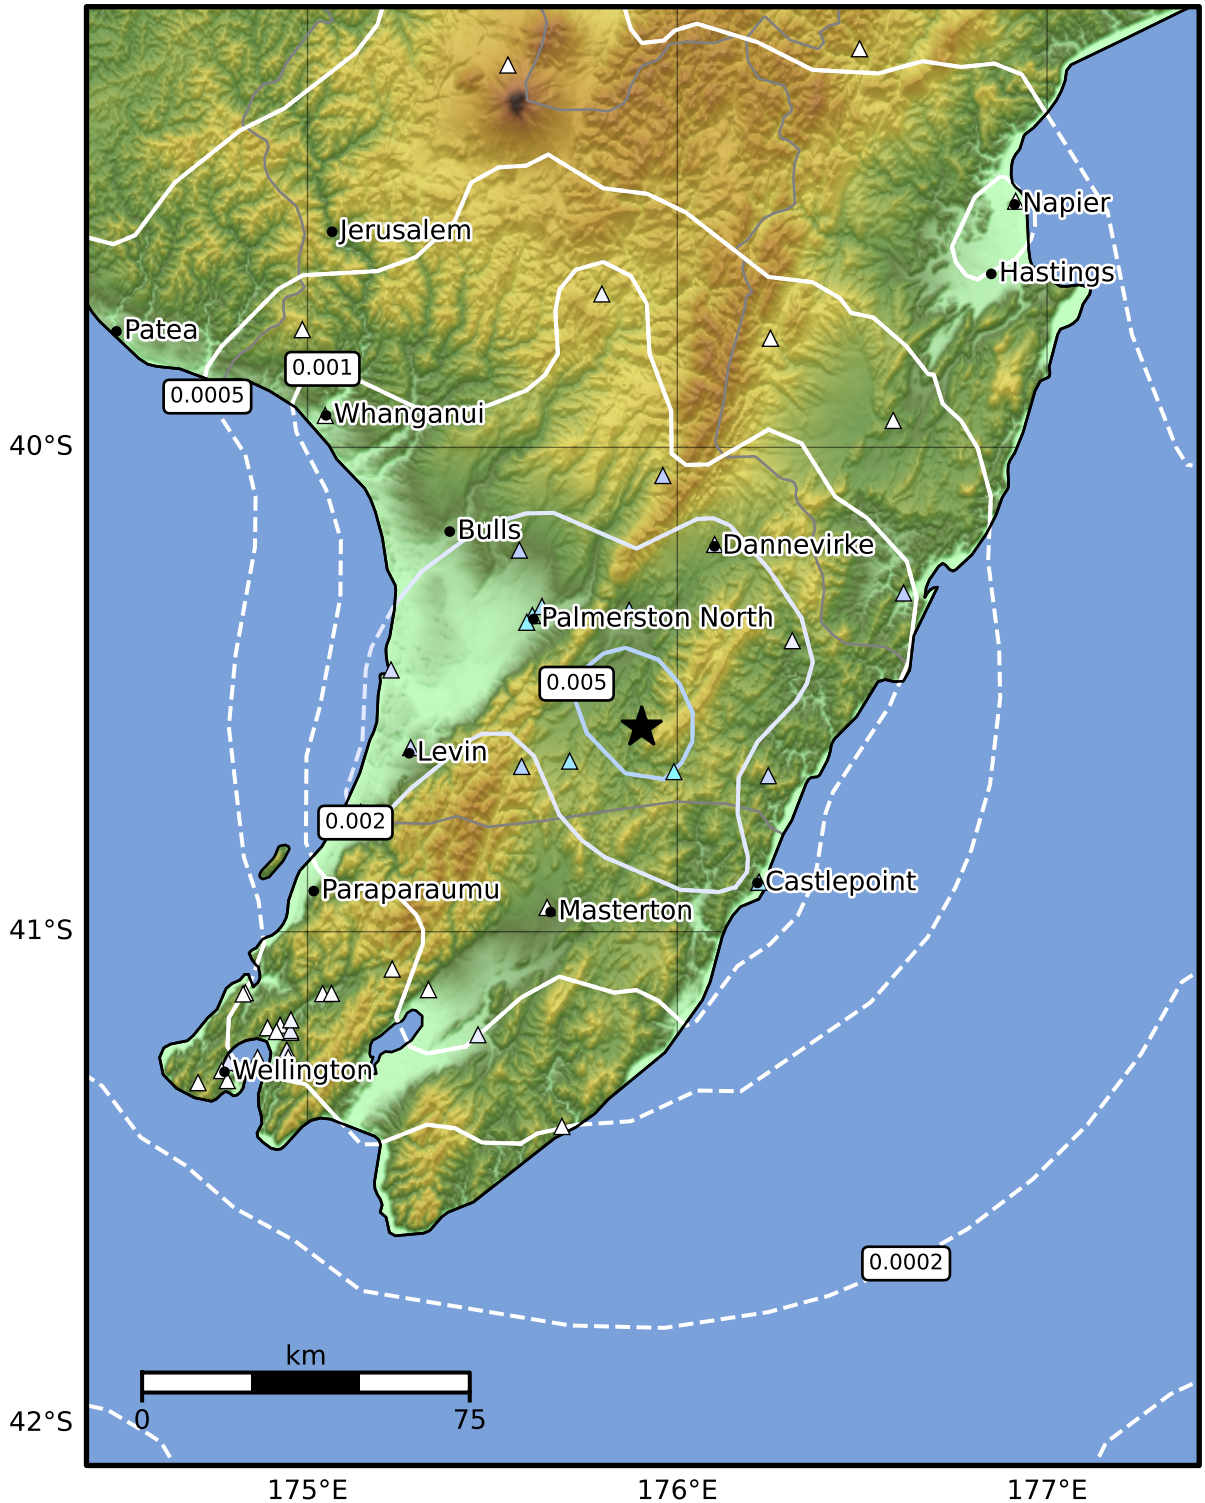 Napier
Jerusalem
Hastings
Patea
0.001
0.0005
Whanganui
40°S
Bulls
Dannevirke
Palmerston North
0.005
Levin
0.002
Castlepoint
Paraparaumu
Masterton
41°S
Wellington
0.0002
km
0
75
42°S
175°E
176°E
177°E